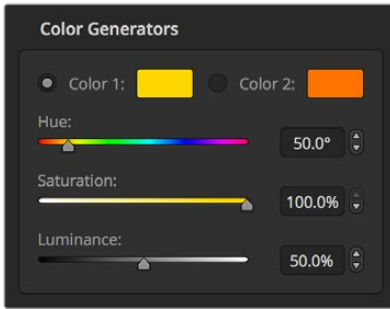 Color Generators
Color 1: Color 2:
Hue:
50.0°
Saturation:
100.0%
Luminance:
50.0%